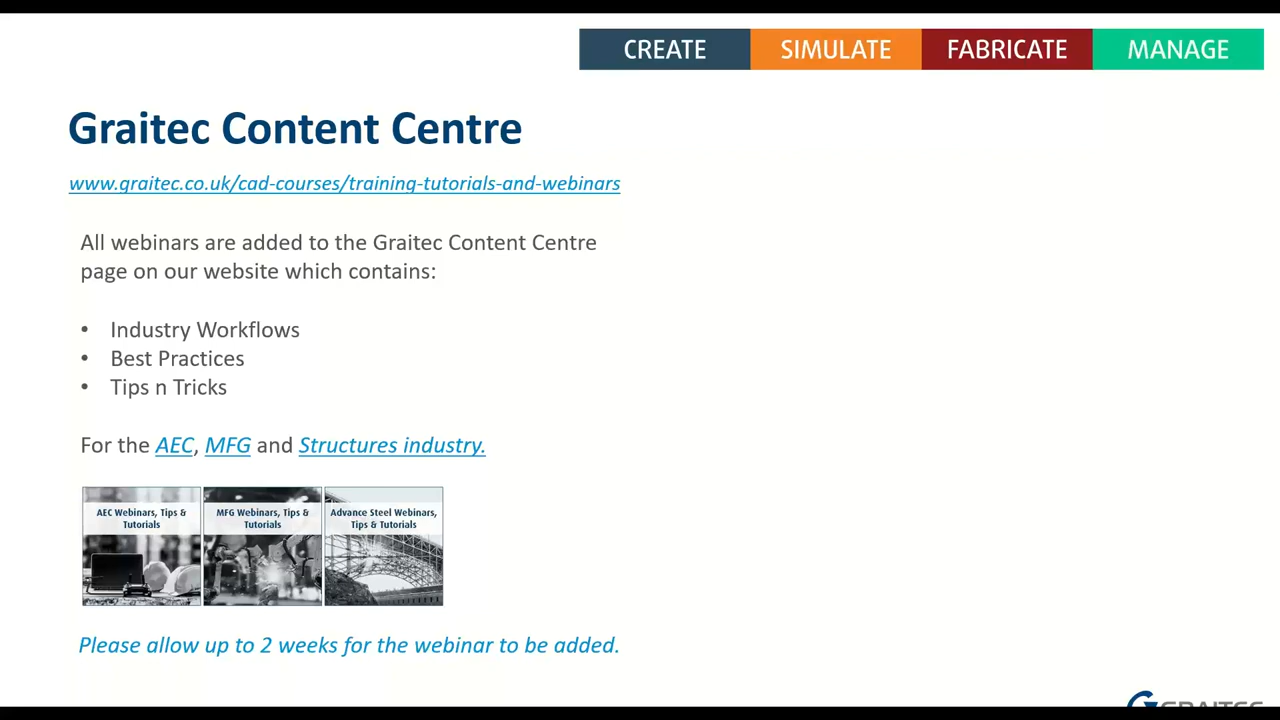 CREATE SIMULATE FABRICATE MANAGE
Graitec Content Centre
www.graitec.co.uk/cad-courses/training-tutorials-and-webinars
All webinars are added to the Graitec Content Centre
page on our website which contains:
• Industry Workflows
• Best Practices
• Tips n Tricks
For the AEC, MFG and Structures industry.
AEC Webinars, Tips &
Tutorials
MFG Webinars, Tips &
Tutorials
Advance Steel Webinars,
Tips & Tutorials
Please allow up to 2 weeks for the webinar to be added.
GRAITEC